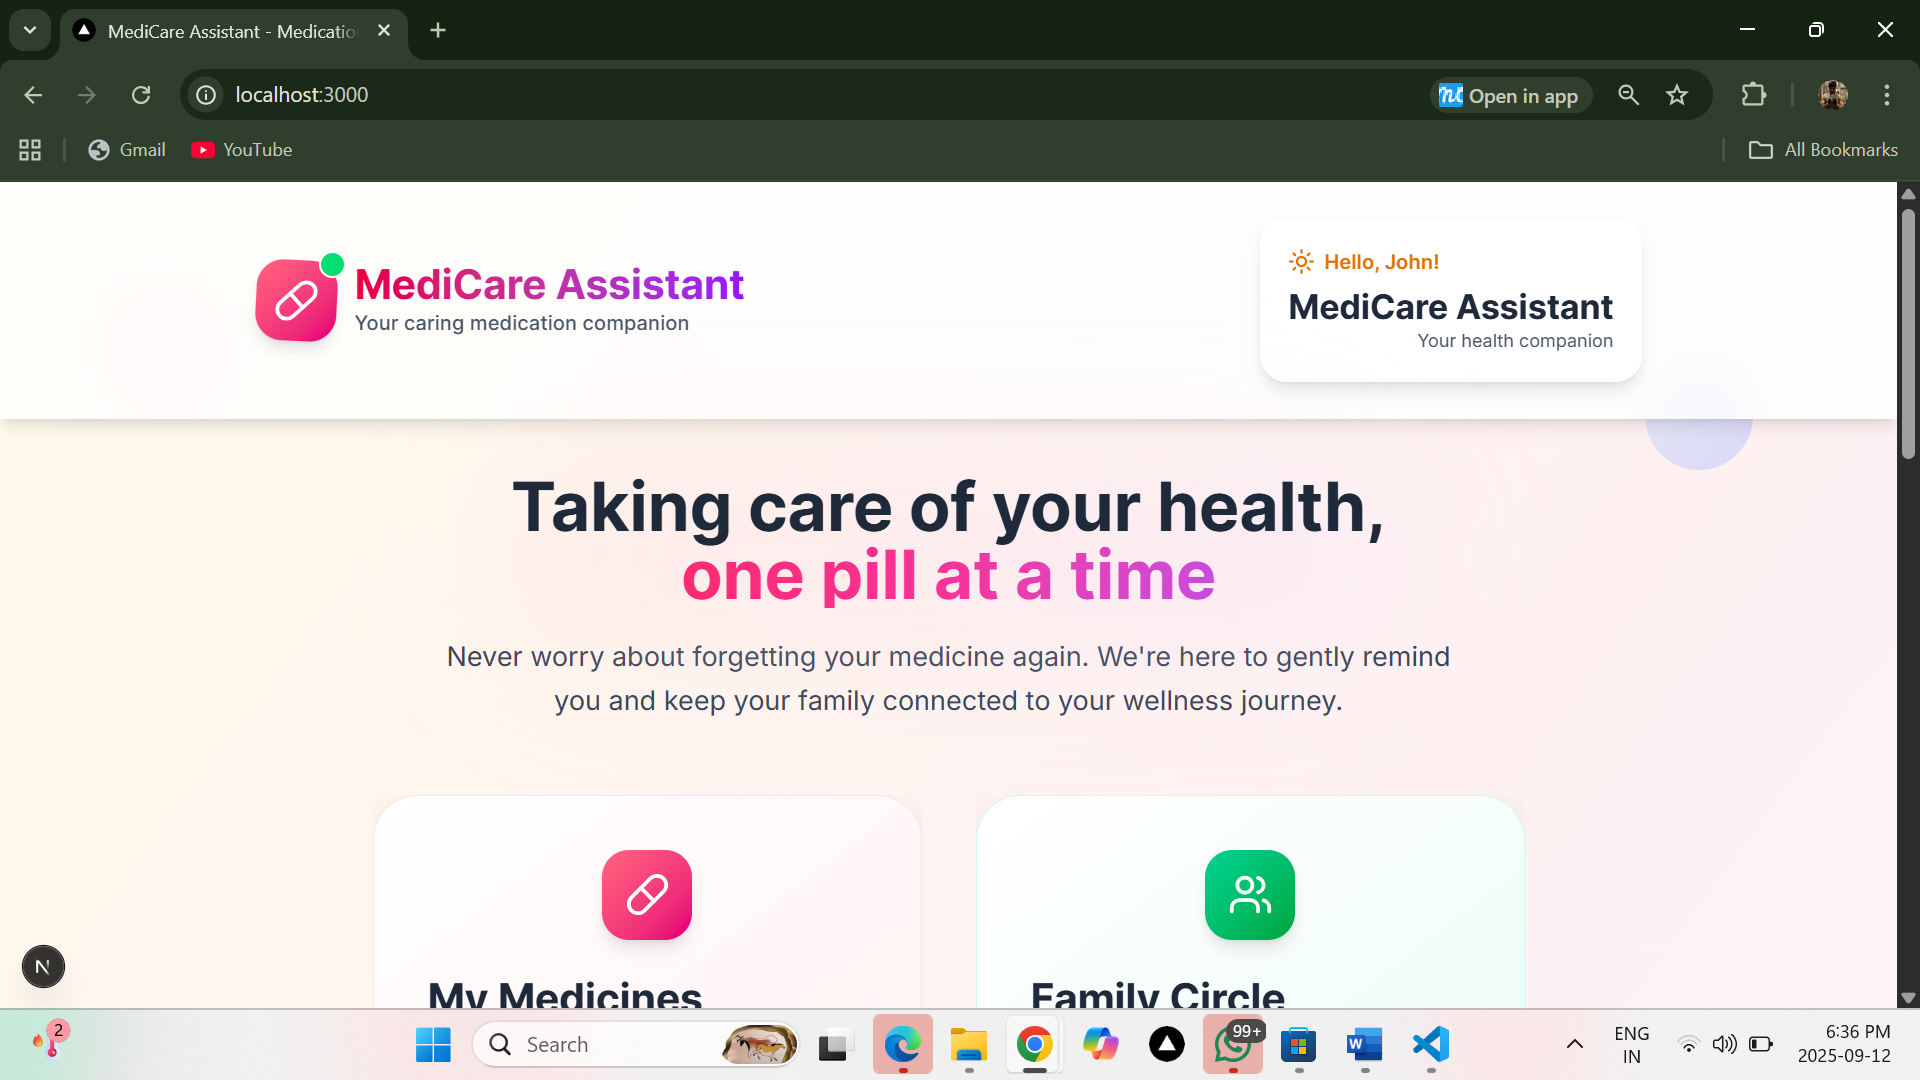 MediCare Assistant - Medicatio
localhost:3000
Open in app
Gmail
YouTube
All Bookmarks
MediCare Assistant
Your caring medication companion
Hello, John!
MediCare Assistant
Your health companion
Taking care of your health,
one pill at a time
Never worry about forgetting your medicine again. We're here to gently remind
you and keep your family connected to your wellness journey.
My Medicines
Family Circle
N
2
Search
99+
W
ENG
IN
6:36 PM
2025-09-12